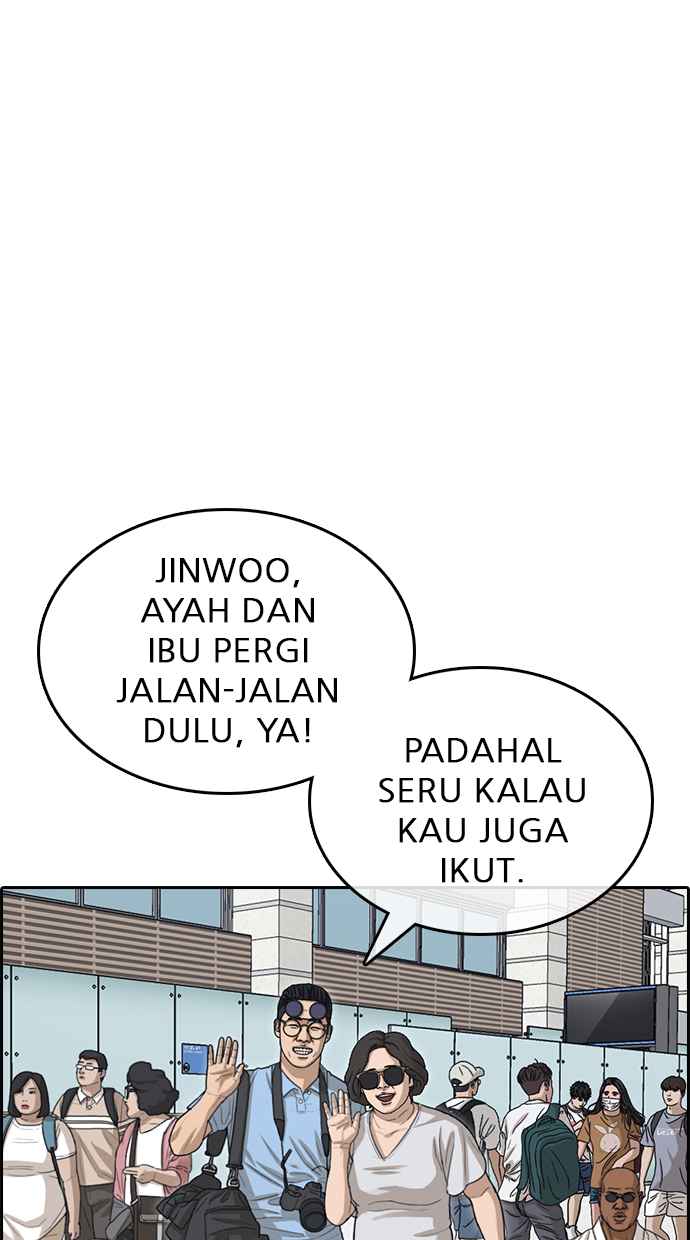 JINWOO,
AYAH DAN
IBU PERGI
JALAN-JALAN
DULU, YA!
PADAHAL
SERU KALAU
KAU JUGA
IKUT.